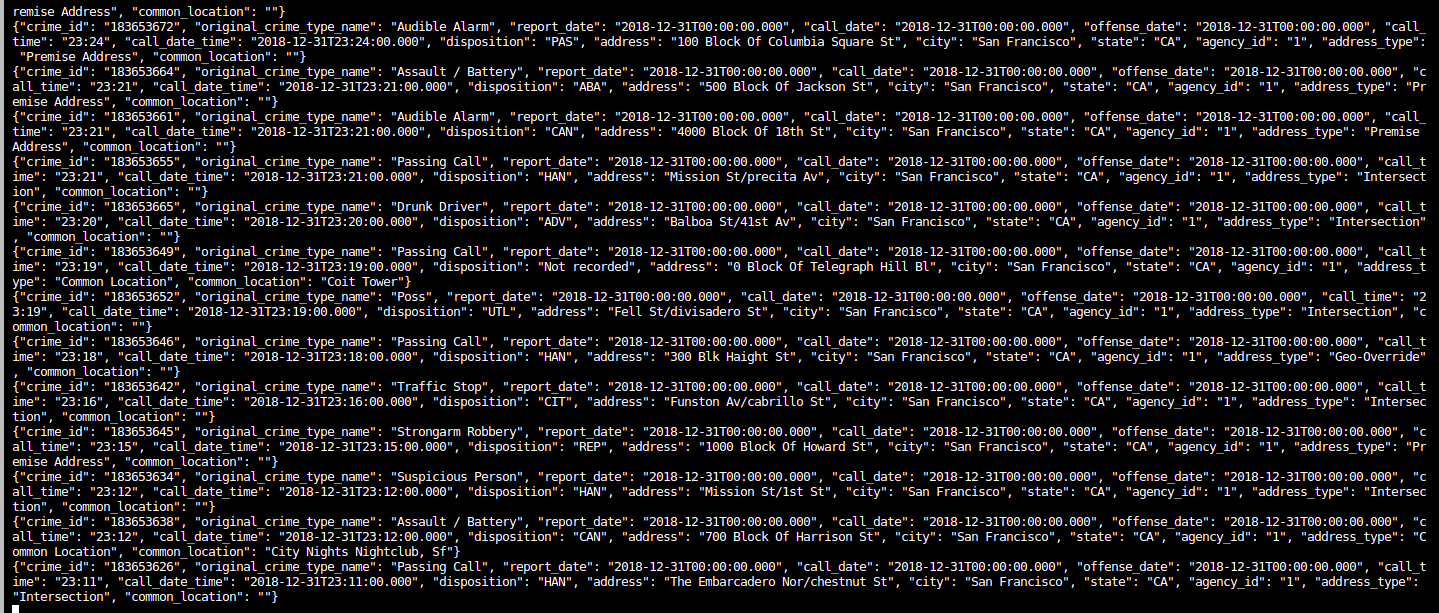 remise Address", "common_location": ""}
{"crime_id": "183653672", "original_crime_type_name": "Audible Alarm", "report_date": "2018-12-31T00:00:00.000", "call_date": "2018-12-31T00:00:00.000", "offense_date": "2018-12-31T00:00:00.000", "call_
time": "23:24", "call_date_time": "2018-12-31T23:24:00.000", "disposition": "PAS", "address": "100 Block Of Columbia Square St", "city": "San Francisco", "state": "CA", "agency_id": "1", "address_type":
"Premise Address", "common_location": ""}
{"crime_id": "183653664", "original_crime_type_name": "Assault / Battery", "report_date": "2018-12-31T00:00:00.000", "call_date": "2018-12-31T00:00:00.000", "offense_date": "2018-12-31T00:00:00.000", "c
all_time": "23:21", "call_date_time": "2018-12-31T23:21:00.000", "disposition": "ABA", "address": "500 Block Of Jackson St", "city": "San Francisco", "state": "CA", "agency_id": "1", "address_type": "Pr
emise Address", "common_location": ""}
{"crime_id": "183653661", "original_crime_type_name": "Audible Alarm", "report_date": "2018-12-31T00:00:00.000", "call_date": "2018-12-31T00:00:00.000", "offense_date": "2018-12-31T00:00:00.000", "call_
time": "23:21", "call_date_time": "2018-12-31T23:21:00.000", "disposition": "CAN", "address": "4000 Block Of 18th St", "city": "San Francisco", "state": "CA", "agency_id": "1", "address_type": "Premise
Address", "common_location": ""}
{"crime_id": "183653655", "original_crime_type_name": "Passing Call", "report_date": "2018-12-31T00:00:00.000", "call_date": "2018-12-31T00:00:00.000", "offense_date": "2018-12-31T00:00:00.000", "call_t
ime": "23:21", "call_date_time": "2018-12-31T23:21:00.000", "disposition": "HAN", "address": "Mission St/precita Av", "city": "San Francisco", "state": "CA", "agency_id": "1", "address_type": "Intersect
ion", "common_location": ""}
{"crime_id": "183653665", "original_crime_type_name": "Drunk Driver", "report_date": "2018-12-31T00:00:00.000", "call_date": "2018-12-31T00:00:00.000", "offense_date": "2018-12-31T00:00:00.000", "call_t
ime": "23:20", "call_date_time": "2018-12-31T23:20:00.000", "disposition": "ADV", "address": "Balboa St/41st Av", "city": "San Francisco", "state": "CA", "agency_id": "1", "address_type": "Intersection"
, "common_location": ""}
{"crime_id": "183653649", "original_crime_type_name": "Passing Call", "report_date": "2018-12-31T00:00:00.000", "call_date": "2018-12-31T00:00:00.000", "offense_date": "2018-12-31T00:00:00.000", "call_t
ime": "23:19", "call_date_time": "2018-12-31T23:19:00.000", "disposition": "Not recorded", "address": "0 Block Of Telegraph Hill Bl", "city": "San Francisco", "state": "CA", "agency_id": "1", "address_t
ype": "Common Location", "common_location": "Coit Tower"}
{"crime_id": "183653652", "original_crime_type_name": "Poss", "report_date": "2018-12-31T00:00:00.000", "call_date": "2018-12-31T00:00:00.000", "offense_date": "2018-12-31T00:00:00.000", "call_time": "2
3:19", "call_date_time": "2018-12-31T23:19:00.000", "disposition": "UTL", "address": "Fell St/divisadero St", "city": "San Francisco", "state": "CA", "agency_id": "1", "address_type": "Intersection", "c
ommon_location": ""}
{"crime_id": "183653646", "original_crime_type_name": "Passing Call", "report_date": "2018-12-31T00:00:00.000", "call_date": "2018-12-31T00:00:00.000", "offense_date": "2018-12-31T00:00:00.000", "call_t
ime": "23:18", "call_date_time": "2018-12-31T23:18:00.000", "disposition": "HAN", "address": "300 Blk Haight St", "city": "San Francisco", "state": "CA", "agency_id": "1", "address_type": "Geo-Override"
, "common_location": ""}
{"crime_id": "183653642", "original_crime_type_name": "Traffic Stop", "report_date": "2018-12-31T00:00:00.000", "call_date": "2018-12-31T00:00:00.000", "offense_date": "2018-12-31T00:00:00.000", "call_t
ime": "23:16", "call_date_time": "2018-12-31T23:16:00.000", "disposition": "CIT", "address": "Funston Av/cabrillo St", "city": "San Francisco", "state": "CA", "agency_id": "1", "address_type": "Intersec
tion", "common_location": ""}
{"crime_id": "183653645", "original_crime_type_name": "Strongarm Robbery", "report_date": "2018-12-31T00:00:00.000", "call_date": "2018-12-31T00:00:00.000", "offense_date": "2018-12-31T00:00:00.000", "c
all_time": "23:15", "call_date_time": "2018-12-31T23:15:00.000", "disposition": "REP", "address": "1000 Block Of Howard St", "city": "San Francisco", "state": "CA", "agency_id": "1", "address_type": "Pr
emise Address", "common_location": ""}
{"crime_id": "183653634", "original_crime_type_name": "Suspicious Person", "report_date": "2018-12-31T00:00:00.000", "call_date": "2018-12-31T00:00:00.000", "offense_date": "2018-12-31T00:00:00.000", "c
all_time": "23:12", "call_date_time": "2018-12-31T23:12:00.000", "disposition": "HAN", "address": "Mission St/1st St", "city": "San Francisco", "state": "CA", "agency_id": "1", "address_type": "Intersec
tion", "common_location": ""}
{"crime_id": "183653638", "original_crime_type_name": "Assault / Battery", "report_date": "2018-12-31T00:00:00.000", "call_date": "2018-12-31T00:00:00.000", "offense_date": "2018-12-31T00:00:00.000", "c
all_time": "23:12", "call_date_time": "2018-12-31T23:12:00.000", "disposition": "CAN", "address": "700 Block Of Harrison St", "city": "San Francisco", "state": "CA", "agency_id": "1", "address_type": "C
ommon Location", "common_location": "City Nights Nightclub, Sf"}
{"crime_id": "183653626", "original_crime_type_name": "Passing Call", "report_date": "2018-12-31T00:00:00.000", "call_date": "2018-12-31T00:00:00.000", "offense_date": "2018-12-31T00:00:00.000", "call_t
ime": "23:11", "call_date_time": "2018-12-31T23:11:00.000", "disposition": "HAN", "address": "The Embarcadero Nor/chestnut St", "city": "San Francisco", "state": "CA", "agency_id": "1", "address_type":
"Intersection", "common_location": ""}